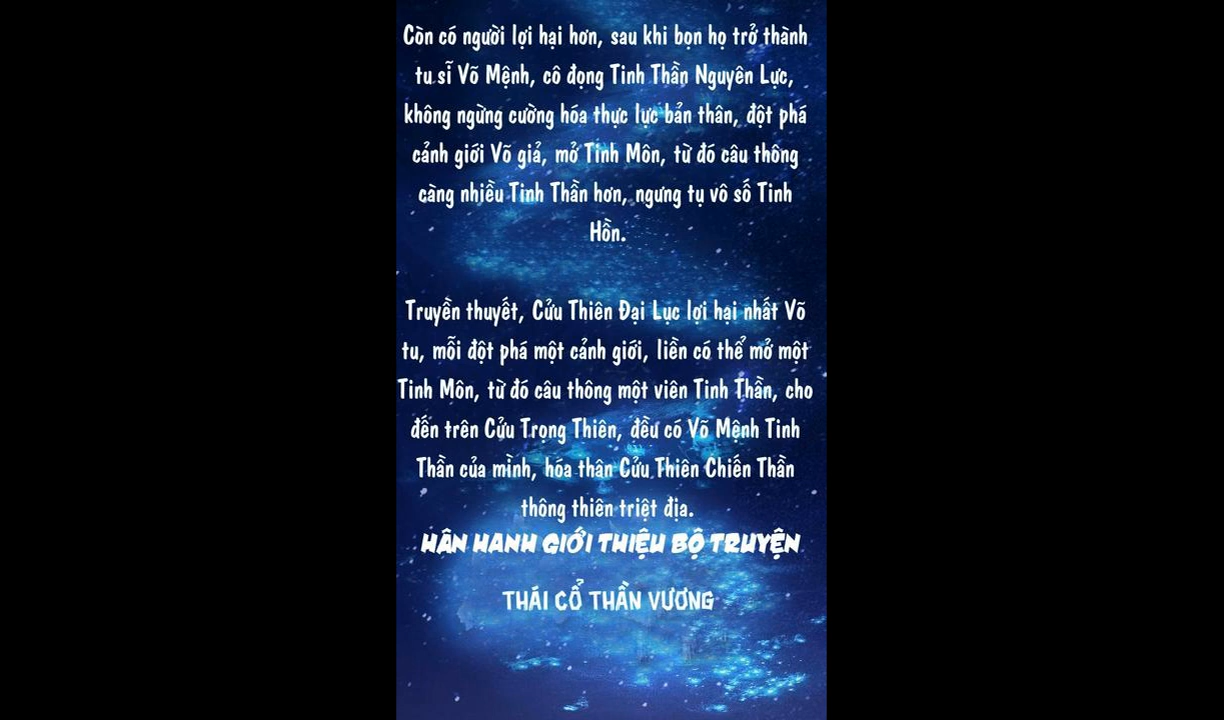 Còn có người lợi hại hơn, sau khi bọn họ trở thành
tu sĩ Võ Mệnh, cô đọng Tinh Thần Nguyên Lực,
không ngừng cường hóa thực lực bản thân, đột phá
cảnh giới Võ giả, mở Tinh Môn, từ đó câu thông
càng nhiều Tinh Thần hơn, ngưng tụ vô số Tinh
Hồn.
Truyền thuyết, Cửu Thiên Đại Lục lợi hại nhất Võ
tu, mỗi đột phá một cảnh giới, liền có thể mở một
Tinh Môn, từ đó câu thông một viên Tinh Thần, cho
đến trên Cửu Trọng Thiên, đều có Võ Mệnh Tinh
Thần của mình, hóa thân Cửu Thiên Chiến Thần
thông thiên triệt địa.
HÂN HANH GIỚI THIỆU BỘ TRUYỆN
THÁI CỔ THẦN VƯƠNG